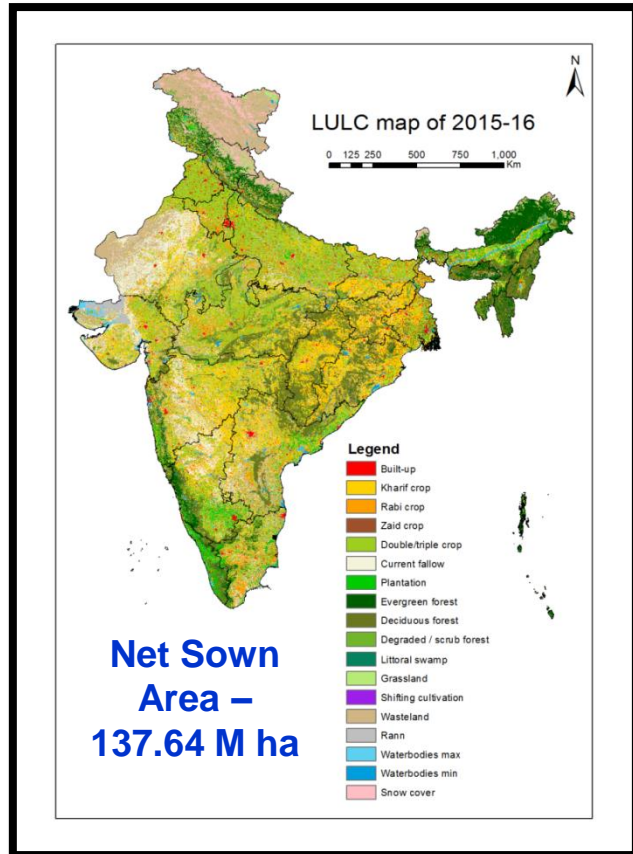 N
LULC map of 2015-16
0 125 250 500 750 1,000
Km
Legend
Built-up
Kharif crop
Rabi crop
Zaid crop
Double/triple crop
Current fallow
Plantation
Evergreen forest
Deciduous forest
Degraded / scrub forest
Littoral swamp
Grassland
Shifting cultivation
Wasteland
Rann
Waterbodies max
Waterbodies min
Snow cover
Net Sown
Area –
137.64 M ha